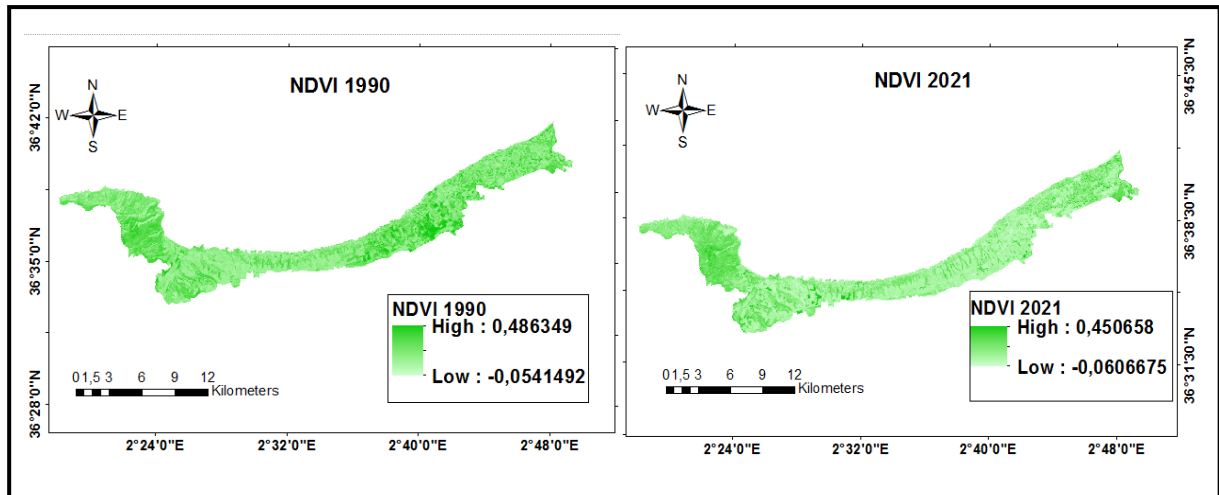 NDVI 1990
N
W E
S
36°42'0"N
36°35'0"N
36°28'0"N
NDVI 1990
High : 0,486349
Low : -0,0541492
0 1,5 3 6 9 12
Kilometers
2°24'0"E 2°32'0"E 2°40'0"E 2°48'0"E
NDVI 2021
N
W E
S
36°45'30"N
36°38'30"N
36°31'30"N
NDVI 2021
High : 0,450658
Low : -0,0606675
0 1,5 3 6 9 12
Kilometers
2°24'0"E 2°32'0"E 2°40'0"E 2°48'0"E